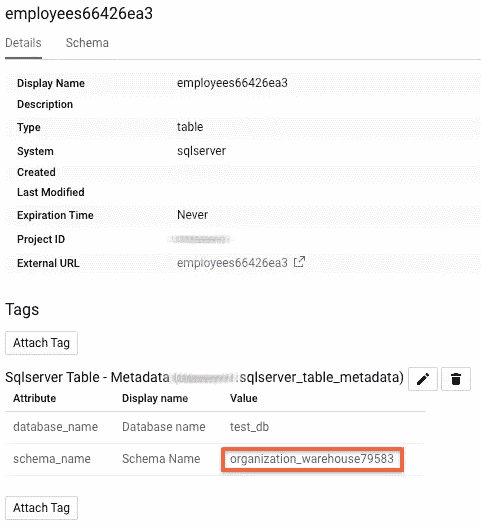 employees66426ea3
Details Schema
Display Name employees66426ea3
Description
Type table
System sqlserver
Created
Last Modified
Expiration Time Never
Project ID
External URL employees66426ea3
Tags
Attach Tag
Sqlserver Table - Metadata ( .sqlserver_table_metadata)
Attribute Display name Value
database_name Database name test_db
schema_name Schema Name organization_warehouse79583
Attach Tag